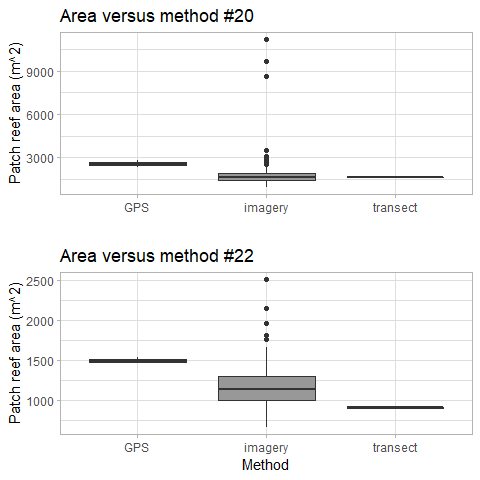 Area versus method #20
Patch reef area (m^2)
9000
6000
3000
GPS imagery transect
Area versus method #22
Patch reef area (m^2)
2500
2000
1500
1000
GPS imagery transect
Method